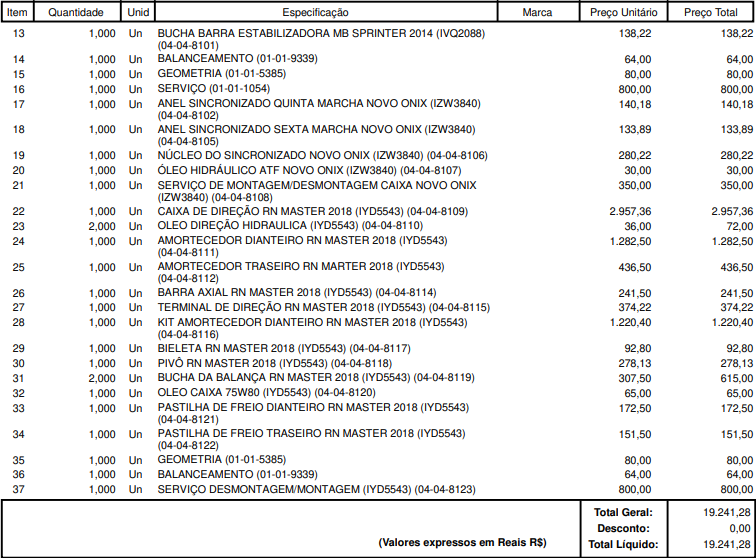 Item Quantidade Unid Especificação Marca Preço Unitário Preço Total
13 1,000 Un BUCHA BARRA ESTABILIZADORA MB SPRINTER 2014 (IVQ2088) 138,22 138,22
(04-04-8101)
14 1,000 Un BALANCEAMENTO (01-01-9339) 64,00 64,00
15 1,000 Un GEOMETRIA (01-01-5385) 80,00 80,00
16 1,000 Un SERVIÇO (01-01-1054) 800,00 800,00
17 1,000 Un ANEL SINCRONIZADO QUINTA MARCHA NOVO ONIX (IZW3840) 140,18 140,18
(04-04-8102)
18 1,000 Un ANEL SINCRONIZADO SEXTA MARCHA NOVO ONIX (IZW3840) 133,89 133,89
(04-04-8105)
19 1,000 Un NÚCLEO DO SINCRONIZADO NOVO ONIX (IZW3840) (04-04-8106) 280,22 280,22
20 1,000 Un ÓLEO HIDRÁULICO ATF NOVO ONIX (IZW3840) (04-04-8107) 30,00 30,00
21 1,000 Un SERVIÇO DE MONTAGEM/DESMONTAGEM CAIXA NOVO ONIX 350,00 350,00
(IZW3840) (04-04-8108)
22 1,000 Un CAIXA DE DIREÇÃO RN MASTER 2018 (IYD5543) (04-04-8109) 2.957,36 2.957,36
23 2,000 Un OLEO DIREÇÃO HIDRAULICA (IYD5543) (04-04-8110) 36,00 72,00
24 1,000 Un AMORTECEDOR DIANTEIRO RN MASTER 2018 (IYD5543) 1.282,50 1.282,50
(04-04-8111)
25 1,000 Un AMORTECEDOR TRASEIRO RN MARTER 2018 (IYD5543) 436,50 436,50
(04-04-8112)
26 1,000 Un BARRA AXIAL RN MASTER 2018 (IYD5543) (04-04-8114) 241,50 241,50
27 1,000 Un TERMINAL DE DIREÇÃO RN MASTER 2018 (IYD5543) (04-04-8115) 374,22 374,22
28 1,000 Un KIT AMORTECEDOR DIANTEIRO RN MASTER 2018 (IYD5543) 1.220,40 1.220,40
(04-04-8116)
29 1,000 Un BIELETA RN MASTER 2018 (IYD5543) (04-04-8117) 92,80 92,80
30 1,000 Un PIVÔ RN MASTER 2018 (IYD5543) (04-04-8118) 278,13 278,13
31 2,000 Un BUCHA DA BALANÇA RN MASTER 2018 (IYD5543) (04-04-8119) 307,50 615,00
32 1,000 Un OLEO CAIXA 75W80 (IYD5543) (04-04-8120) 65,00 65,00
33 1,000 Un PASTILHA DE FREIO DIANTEIRO RN MASTER 2018 (IYD5543) 172,50 172,50
(04-04-8121)
34 1,000 Un PASTILHA DE FREIO TRASEIRO RN MASTER 2018 (IYD5543) 151,50 151,50
(04-04-8122)
35 1,000 Un GEOMETRIA (01-01-5385) 80,00 80,00
36 1,000 Un BALANCEAMENTO (01-01-9339) 64,00 64,00
37 1,000 Un SERVIÇO DESMONTAGEM/MONTAGEM (IYD5543) (04-04-8123) 800,00 800,00
Total Geral: 19.241,28
Desconto: 0,00
(Valores expressos em Reais R$) Total Líquido: 19.241,28